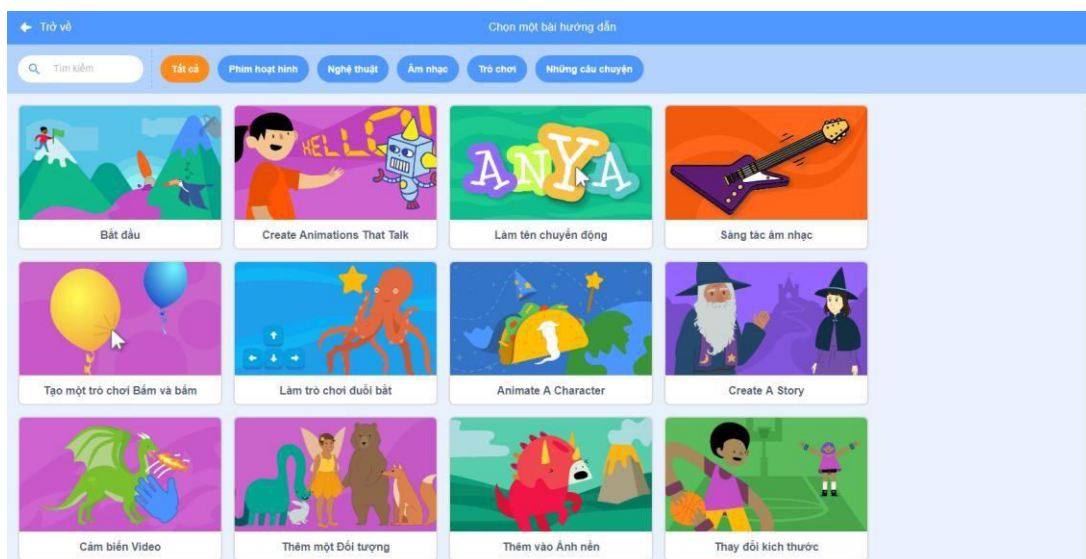 Trở về
Chọn một bài hướng dẫn
Tìm kiếm
Tất cả
Phim hoạt hình
Nghệ thuật
Âm nhạc
Trò chơi
Những câu chuyện
HELLO!
ANYA
Bắt đầu
Create Animations That Talk
Làm tên chuyển động
Sáng tác âm nhạc
Tạo một trò chơi Bấm và bấm
Làm trò chơi đuổi bắt
Animate A Character
Create A Story
Cảm biến Video
Thêm một Đối tượng
Thêm vào Ảnh nền
Thay đổi kích thước